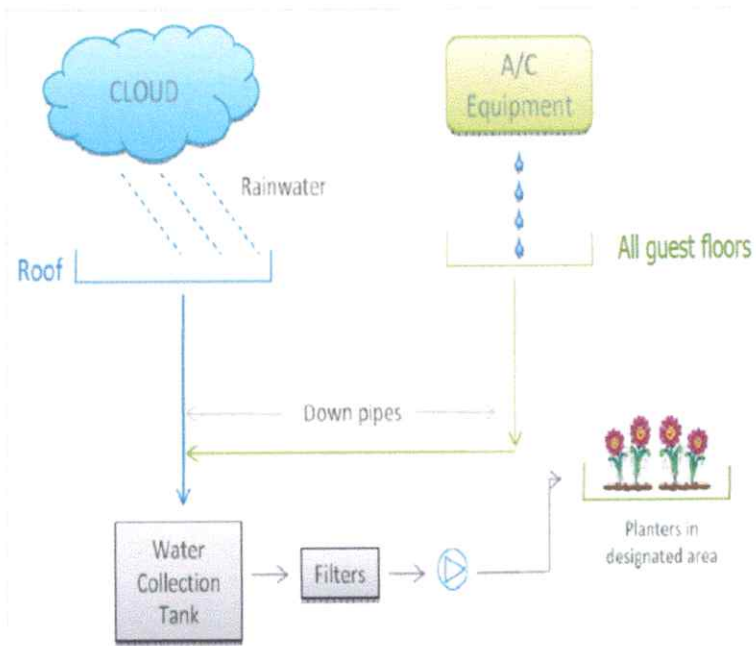 CLOUD
A/C
Equipment
Rainwater
Roof
All guest floors
Down pipes
Water
Collection
Tank
Filters
Planters in
designated area